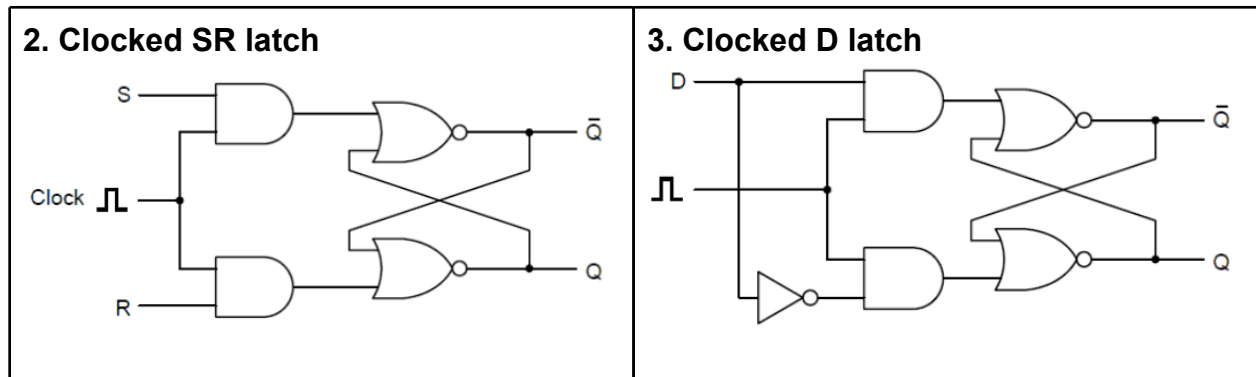 2. Clocked SR latch
S
Q̄
Clock
Q
R
3. Clocked D latch
D
Q̄
Q